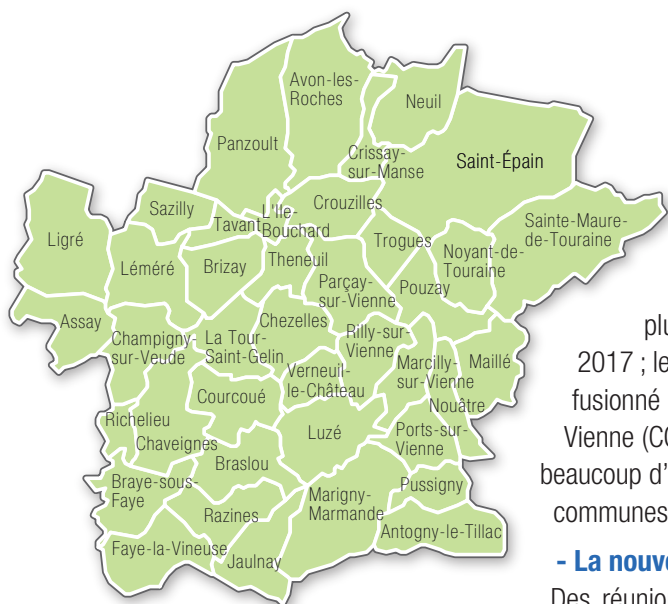 Avon-les-
Roches
Neuil
Panzoult
Crissay-
sur-Manse
Saint-Épain
Sazilly
Tavant
L'Ile-
Bouchard
Crouzilles
Ligré
Léméré
Brizay
Theneuil
Trogues
Noyant-de-
Touraine
Sainte-Maure-
de-Touraine
Parçay-
sur-Vienne
Pouzay
Assay
Champigny-
sur-Veude
La Tour-
Saint-Gelin
Chezelles
Rilly-sur-
Vienne
Marcilly-
sur-Vienne
Maillé
Verneuil-
le-Château
Nouâtre
Courcoué
Richelieu
Chaveignes
Luzé
Ports-sur-
Vienne
Braslou
Braye-sous-
Faye
Marigny-
Marmande
Pussigny
Razines
Antogny-le-Tillac
Faye-la-Vineuse
Jaulnay
plu
2017 ; le
fusionné
Vienne (CC
beaucoup d'
communes
- La nouve
Des réunio